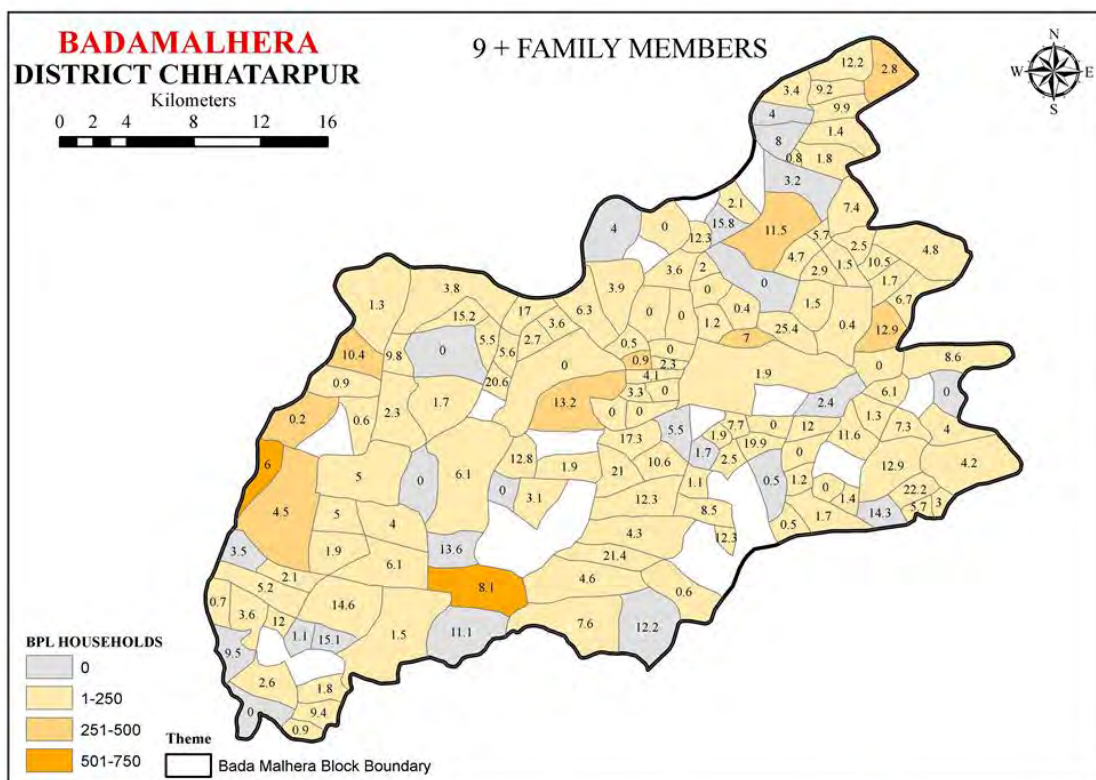 BADAMALHERA
DISTRICT CHHATARPUR
Kilometers
0 2 4 8 12 16
9 + FAMILY MEMBERS
N
W E
S
12.2 2.8
3.4 9.2
9.9
4
1.4
8
0.8 1.8
3.2
2.1 7.4
15.8
4 0 11.5
12.3 5.7
2.5 4.8
4.7 10.5
3.6 2 2.9 1.5
0 1.7
3.8 3.9 0
1.3 6.7
17 6.3 0.4 1.5
15.2 3.6 0 0 1.2 25.4 0.4
5.5 2.7 12.9
0.5 7
10.4 9.8 0 5.6 0 8.6
0 0.9 2.3 0
4.1 1.9
0.9 20.6
3.3 6.1 0
1.7 13.2 2.4
0.2 0.6 2.3 0 0 1.3
5.5 7.7 0 12 7.3 4
17.3 1.9 11.6
19.9
12.8 1.7 0
6 10.6 2.5
1.9 21 12.9 4.2
5 0 6.1 1.1 0.5 1.2
0 0 22.2
3.1 12.3 1.4
4.5 5 8.5 5.7 3
4 14.3
1.7
4.3 0.5
12.3
3.5 1.9 13.6
21.4
6.1
2.1 4.6
5.2 8.1 0.6
0.7 14.6
3.6 12 7.6 12.2
1.1 15.1 1.5 11.1
9.5
2.6 1.8
0 9.4
0.9
BPL HOUSEHOLDS
0
1-250
251-500
501-750
Theme
Bada Malhera Block Boundary